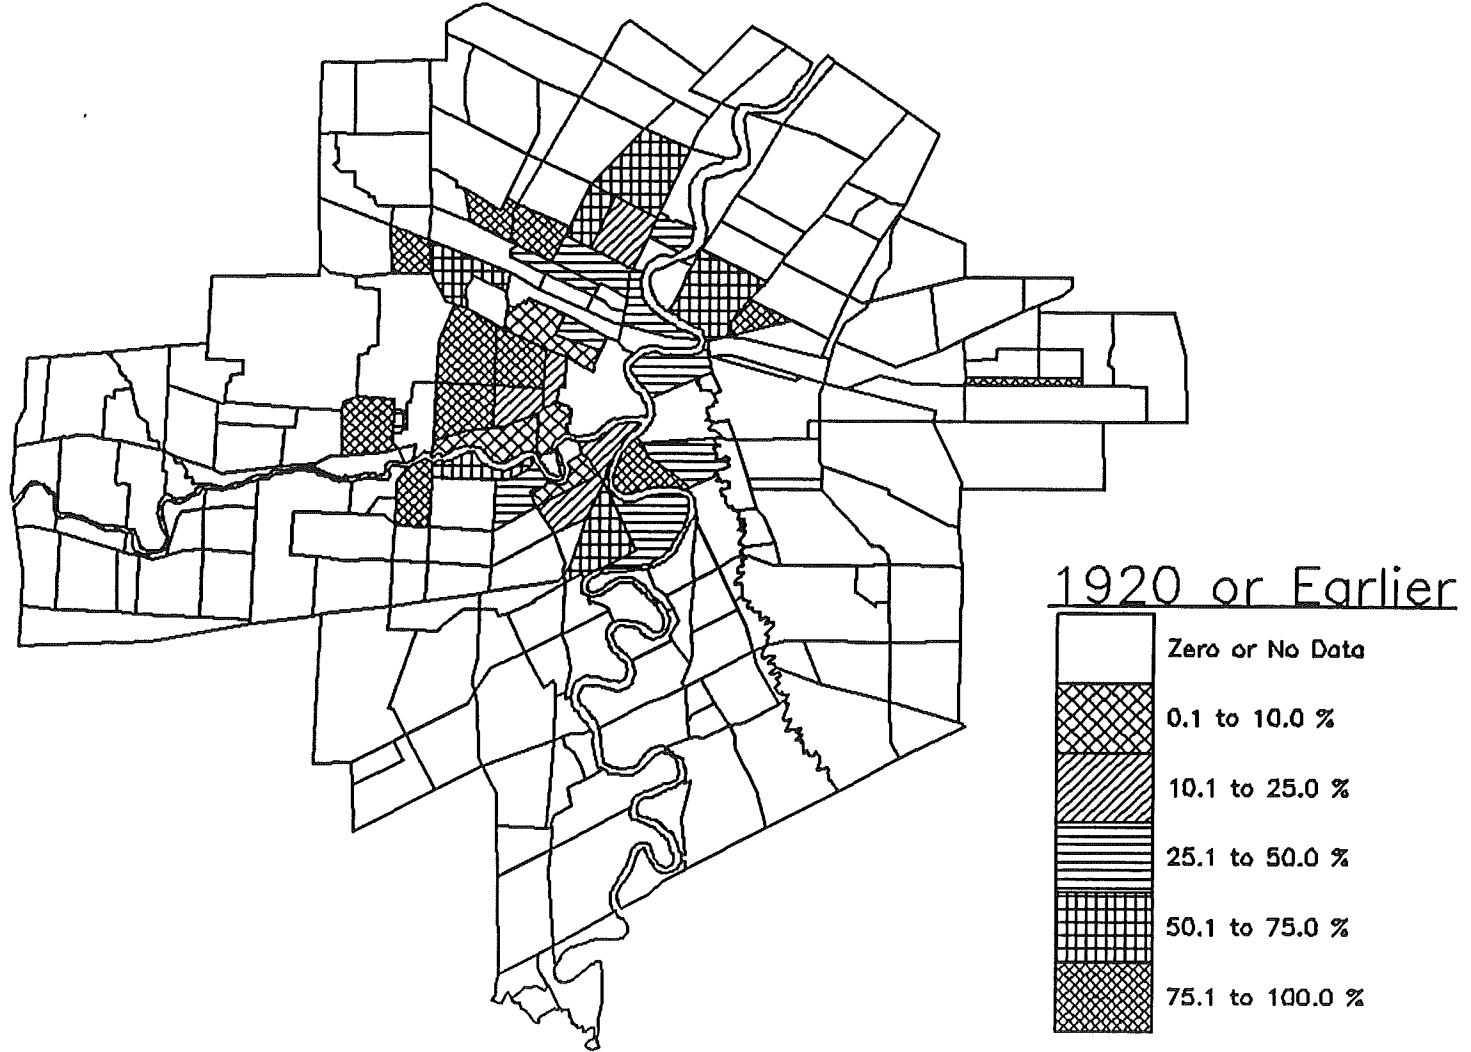 1920 or Earlier
Zero or No Data
0.1 to 10.0 %
10.1 to 25.0 %
25.1 to 50.0 %
50.1 to 75.0 %
75.1 to 100.0 %